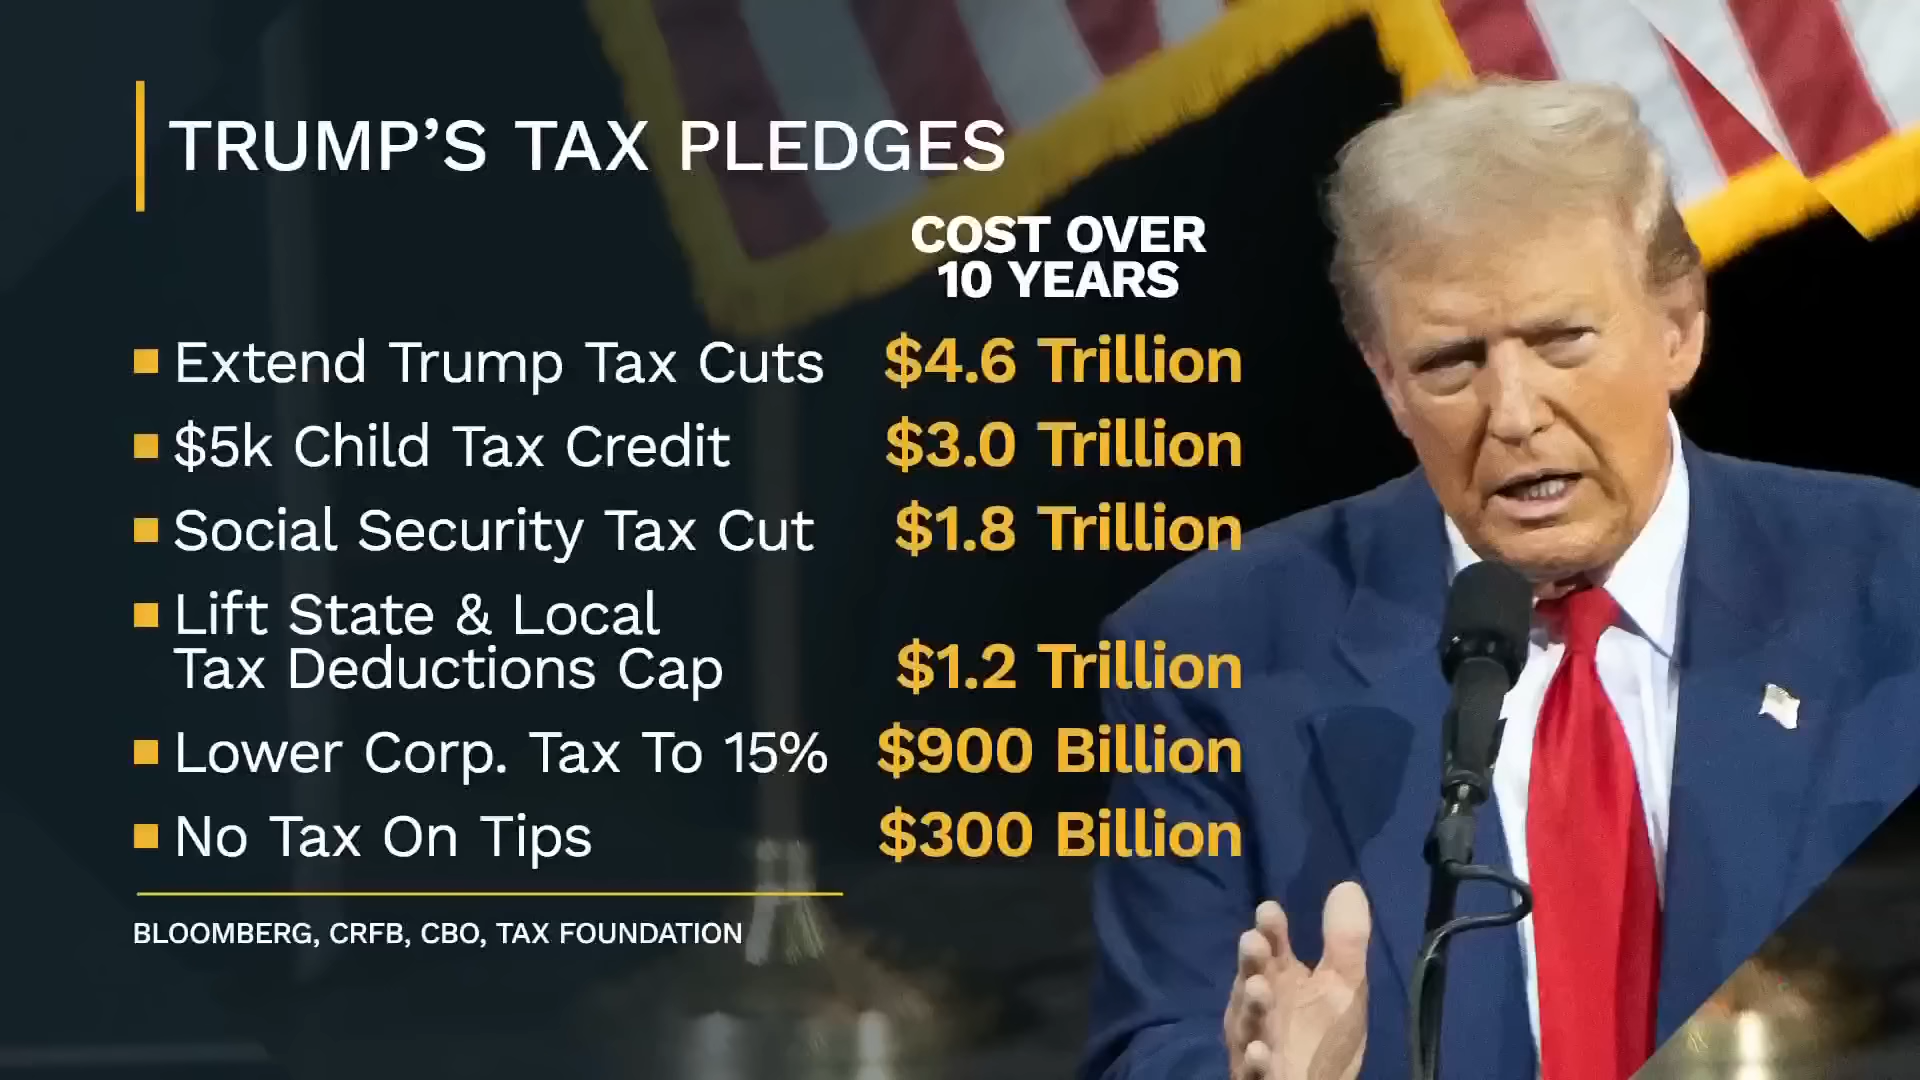 TRUMP'S TAX PLEDGES
COST OVER
10 YEARS
Extend Trump Tax Cuts $4.6 Trillion
$5k Child Tax Credit $3.0 Trillion
Social Security Tax Cut $1.8 Trillion
Lift State & Local
Tax Deductions Cap $1.2 Trillion
Lower Corp. Tax To 15% $900 Billion
No Tax On Tips $300 Billion
BLOOMBERG, CRFB, CBO, TAX FOUNDATION